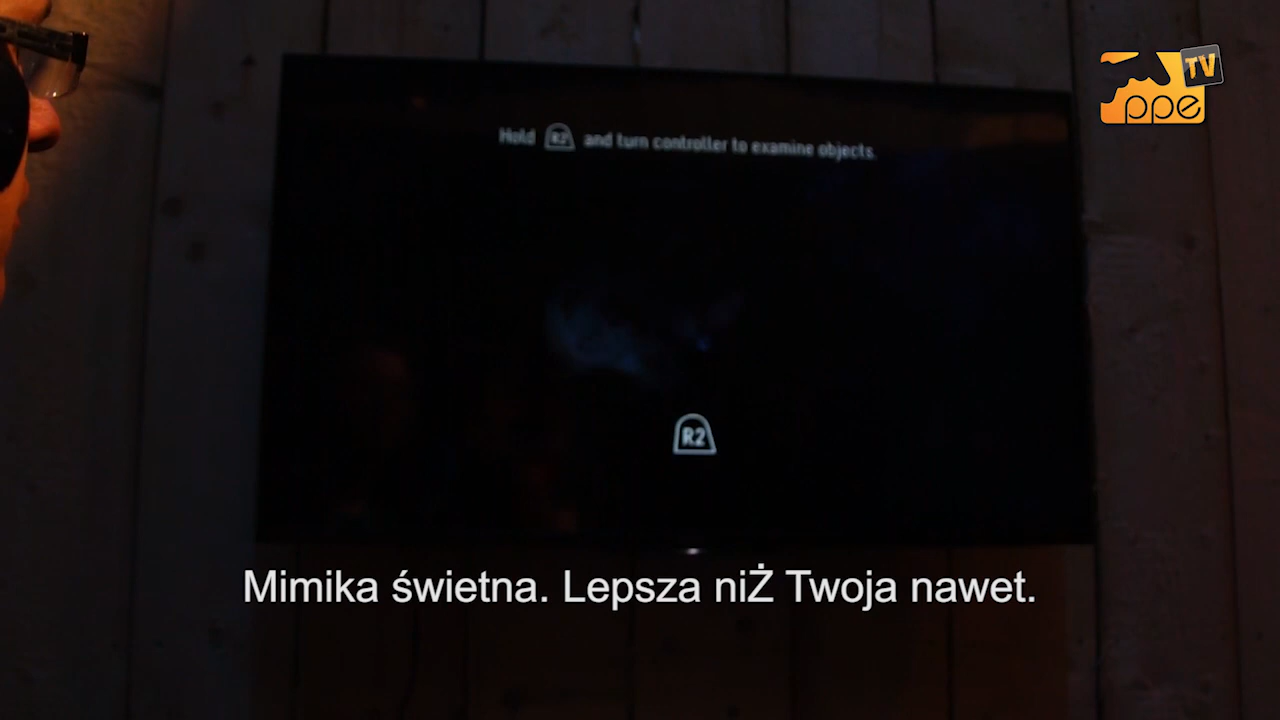 TV
ppe
Hold R2 and turn controller to examine objects.
R2
Mimika świetna. Lepsza niŻ Twoja nawet.